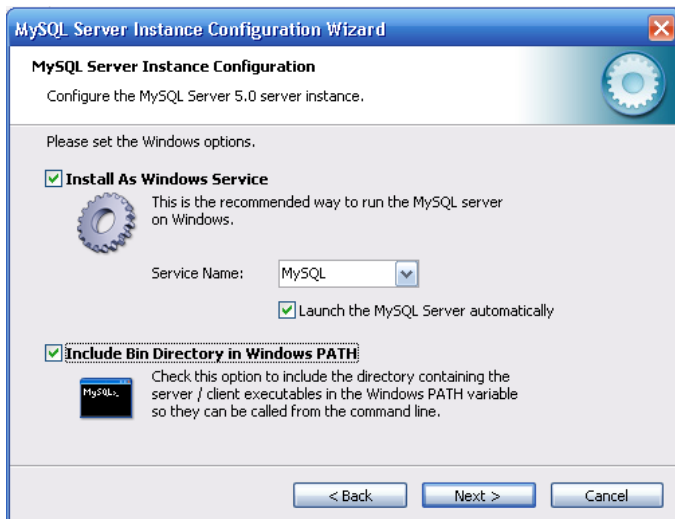 MySQL Server Instance Configuration Wizard
MySQL Server Instance Configuration
Configure the MySQL Server 5.0 server instance.
Please set the Windows options.
Install As Windows Service
This is the recommended way to run the MySQL server
on Windows.
Service Name: MySQL
Launch the MySQL Server automatically
Include Bin Directory in Windows PATH
MySQL>_
Check this option to include the directory containing the
server / client executables in the Windows PATH variable
so they can be called from the command line.
< Back Next > Cancel